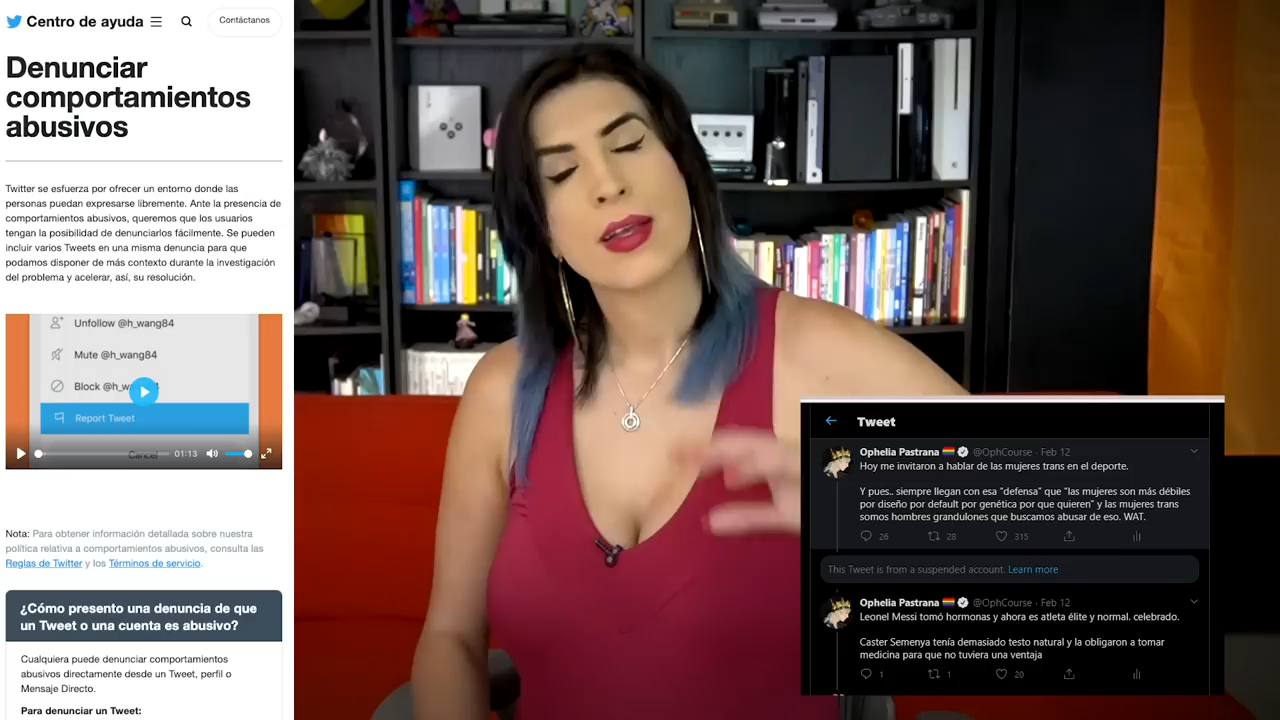 Centro de ayuda
Contáctanos
Denunciar
comportamientos
abusivos
Twitter se esfuerza por ofrecer un entorno donde las
personas puedan expresarse libremente. Ante la presencia de
comportamientos abusivos, queremos que los usuarios
tengan la posibilidad de denunciarlos fácilmente. Se pueden
incluir varios Tweets en una misma denuncia para que
podamos disponer de más contexto durante la investigación
del problema y acelerar, así, su resolución.
Unfollow @h_wang84
Mute @h_wang84
Block
Report Tweet
Cancel
01:13
Nota: Para obtener información detallada sobre nuestra
política relativa a comportamientos abusivos, consulta las
Reglas de Twitter y los Términos de servicio.
¿Cómo presento una denuncia de que
un Tweet o una cuenta es abusivo?
Cualquiera puede denunciar comportamientos
abusivos directamente desde un Tweet, perfil o
Mensaje Directo.
Para denunciar un Tweet:
Tweet
Ophelia Pastrana @OphCourse · Feb 12
Hoy me invitaron a hablar de las mujeres trans en el deporte.
Y pues.. siempre llegan con esa "defensa" que "las mujeres son más débiles
por diseño por default por genética por que quieren" y las mujeres trans
somos hombres grandulones que buscamos abusar de eso. WAT.
26 28 315
This Tweet is from a suspended account. Learn more
Ophelia Pastrana @OphCourse · Feb 12
Leonel Messi tomó hormonas y ahora es atleta élite y normal. celebrado.
Caster Semenya tenía demasiado testo natural y la obligaron a tomar
medicina para que no tuviera una ventaja
1 1 20